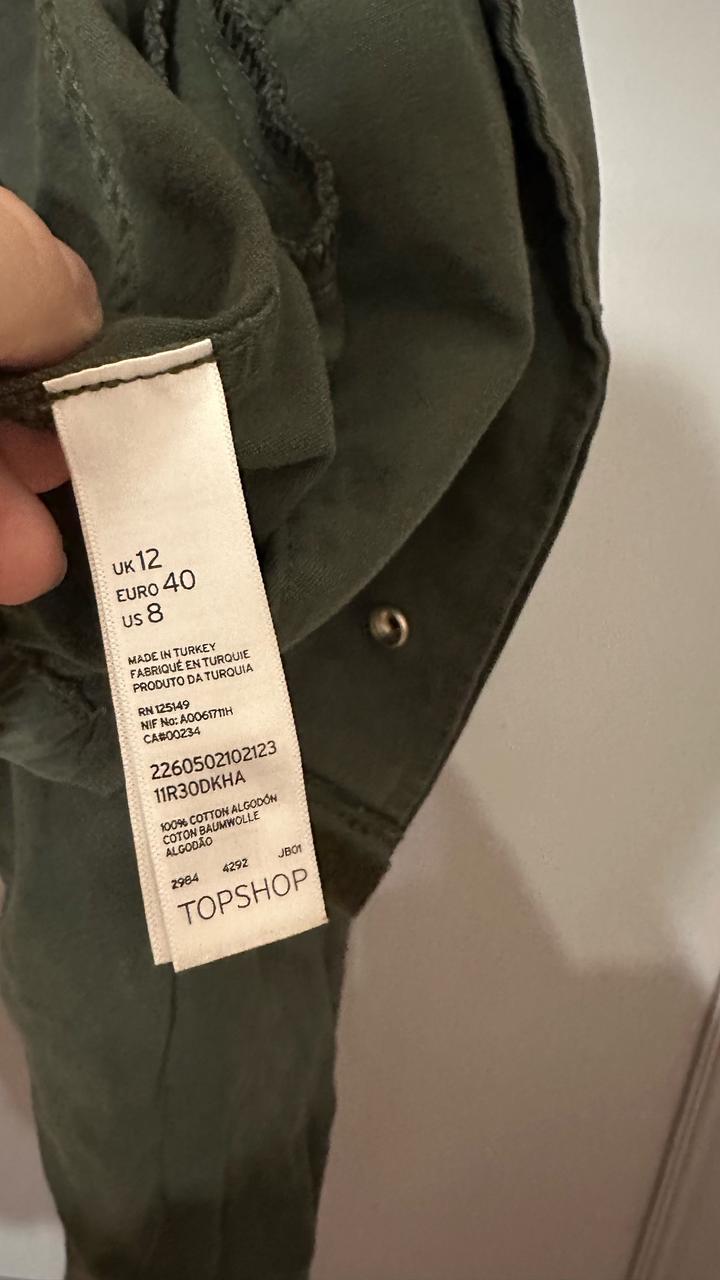 UK 12
EURO 40
US 8
MADE IN TURKEY
FABRIQUÉ EN TURQUIE
PRODUTO DA TURQUIA
RN 125149
NIF No: A0061711H
CA#00234
2260502102123
11R30DKHA
100% COTTON ALGODÓN
COTON BAUMWOLLE
ALGODÃO
2984 4292 JB01
TOPSHOP